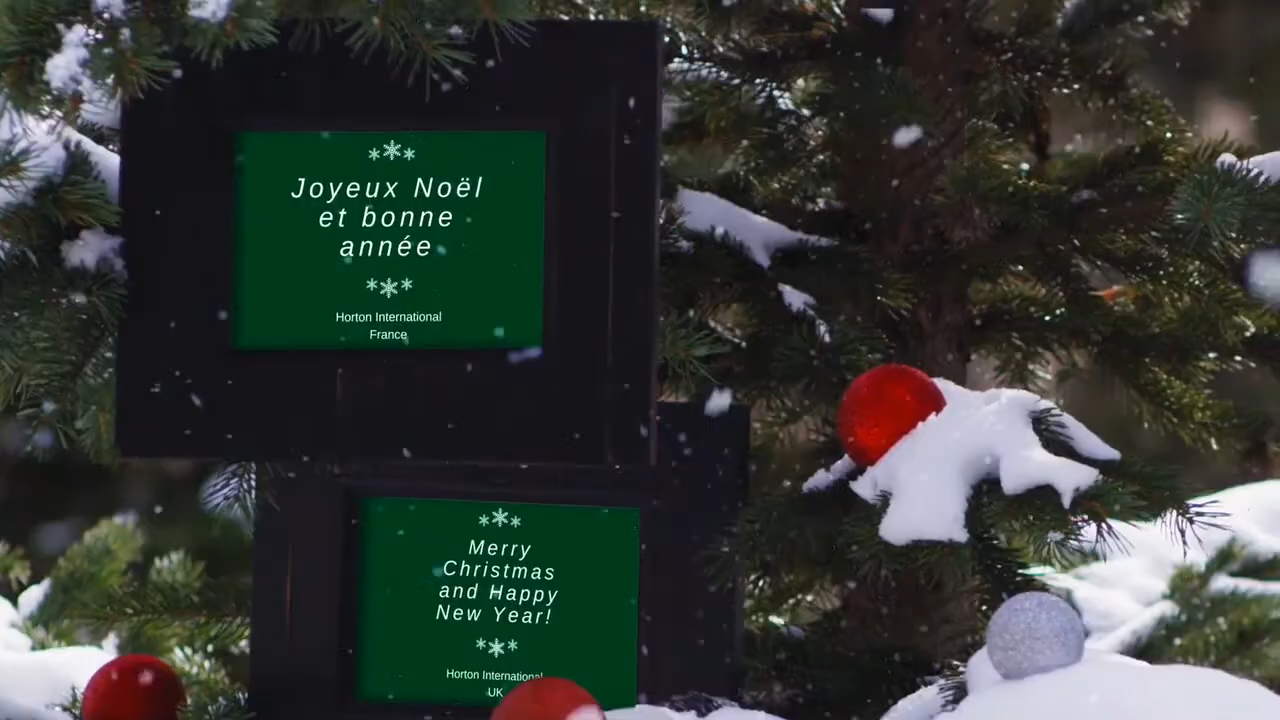 Joyeux Noël
et bonne
année
Horton International
France
Merry
Christmas
and Happy
New Year!
Horton International
UK